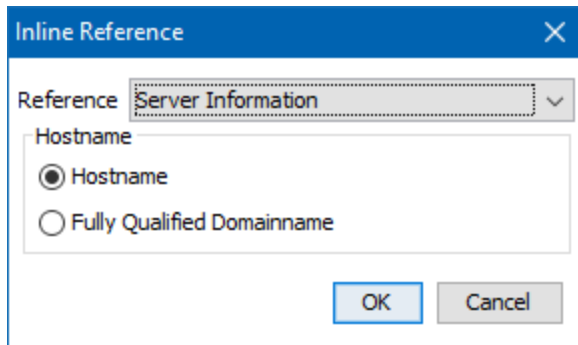 Inline Reference
Reference Server Information
Hostname
Hostname
Fully Qualified Domainname
OK Cancel